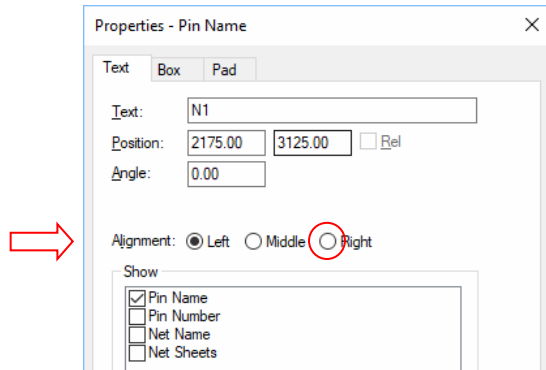 Properties - Pin Name
Text Box Pad
Text: N1
Position: 2175.00 3125.00 Rel
Angle: 0.00
Alignment: Left Middle Right
Show
Pin Name
Pin Number
Net Name
Net Sheets